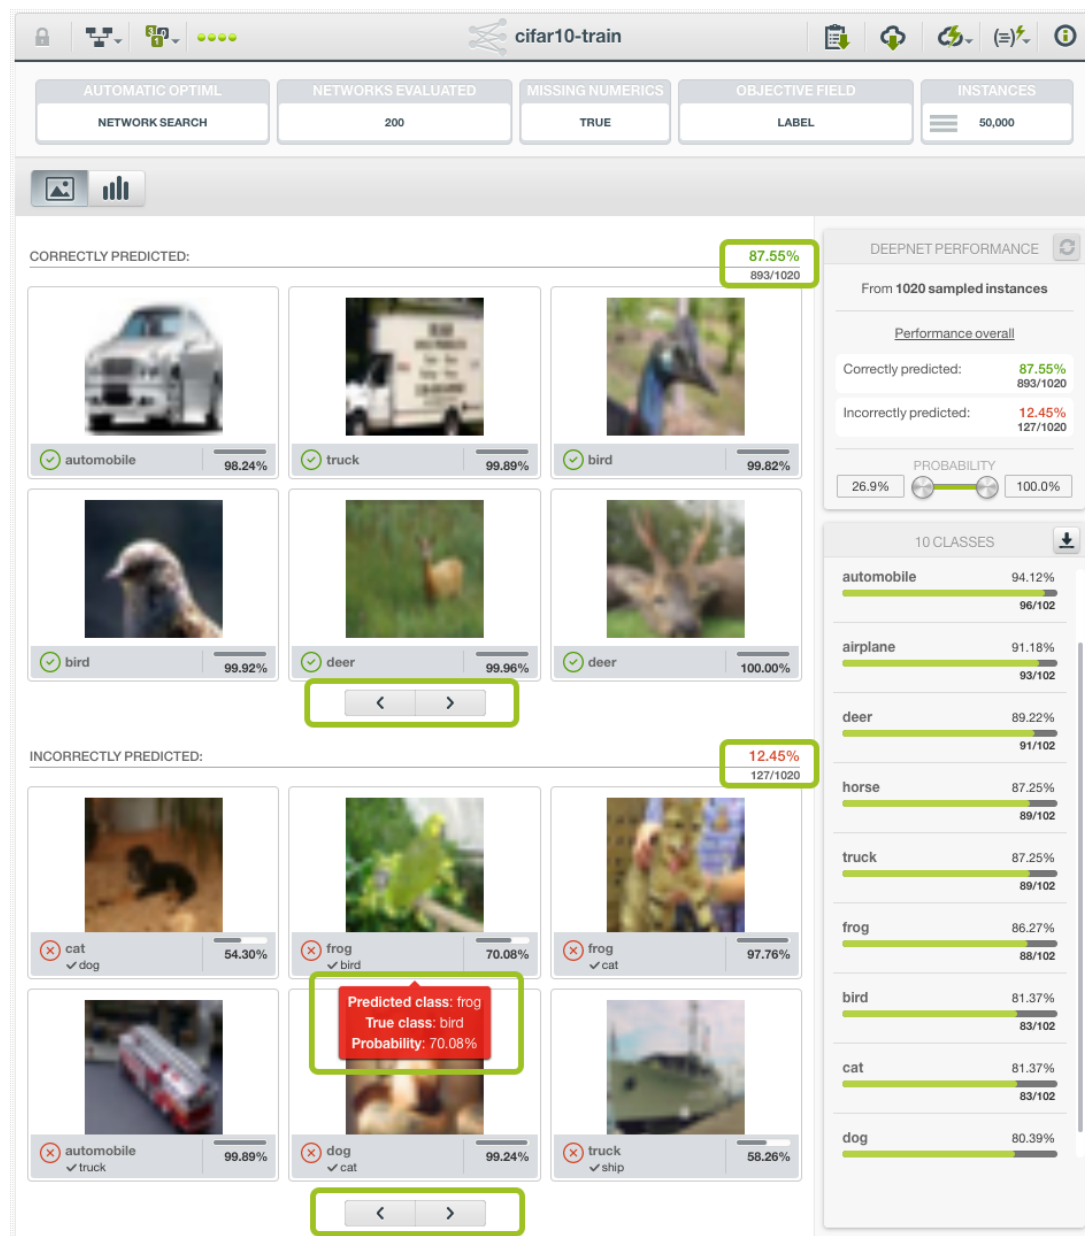 cifar10-train
AUTOMATIC OPTIML
NETWORK SEARCH
NETWORKS EVALUATED
200
MISSING NUMERICS
TRUE
OBJECTIVE FIELD
LABEL
INSTANCES
50,000
CORRECTLY PREDICTED:
87.55%
893/1020
automobile
98.24%
truck
99.89%
bird
99.82%
bird
99.92%
deer
99.96%
deer
100.00%
INCORRECTLY PREDICTED:
12.45%
127/1020
cat
dog
54.30%
frog
bird
70.08%
frog
cat
97.76%
Predicted class: frog
True class: bird
Probability: 70.08%
automobile
truck
99.89%
dog
cat
99.24%
truck
ship
58.26%
DEEPNET PERFORMANCE
From 1020 sampled instances
Performance overall
Correctly predicted:
87.55%
893/1020
Incorrectly predicted:
12.45%
127/1020
PROBABILITY
26.9%
100.0%
10 CLASSES
automobile
94.12%
96/102
airplane
91.18%
93/102
deer
89.22%
91/102
horse
87.25%
89/102
truck
87.25%
89/102
frog
86.27%
88/102
bird
81.37%
83/102
cat
81.37%
83/102
dog
80.39%